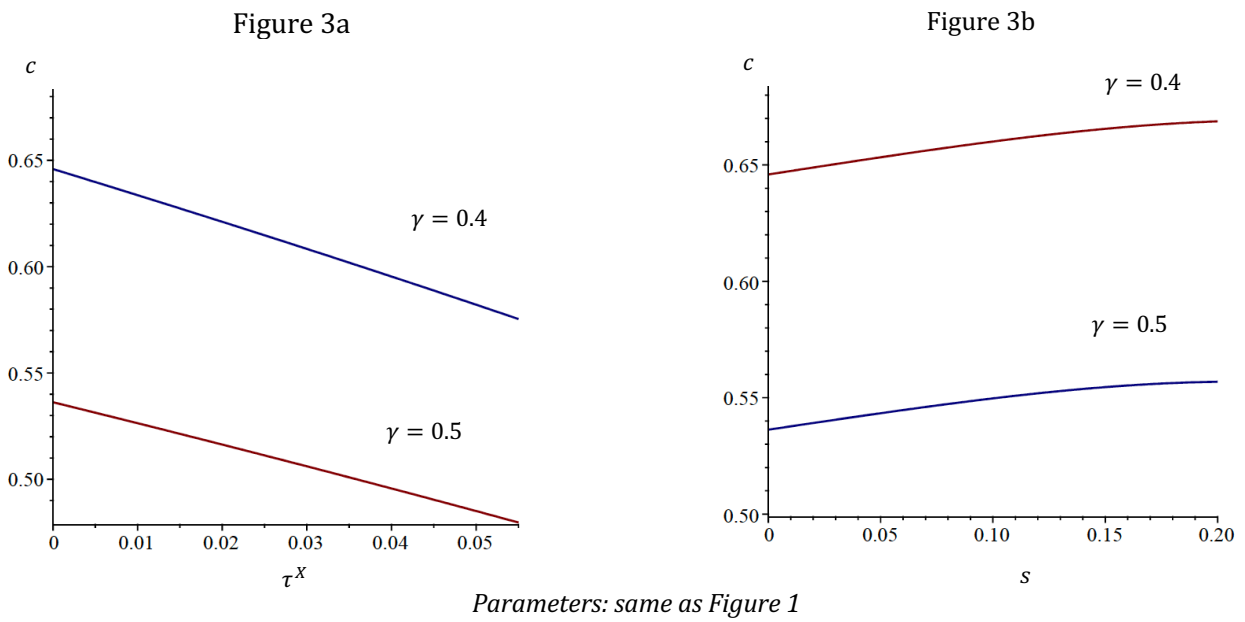 Figure 3a
c
0.65
0.60
0.55
0.50
0
0.01
0.02
0.03
0.04
0.05
γ = 0.4
γ = 0.5
τ^X
Figure 3b
c
0.65
0.60
0.55
0.50
0
0.05
0.10
0.15
0.20
γ = 0.4
γ = 0.5
s
Parameters: same as Figure 1